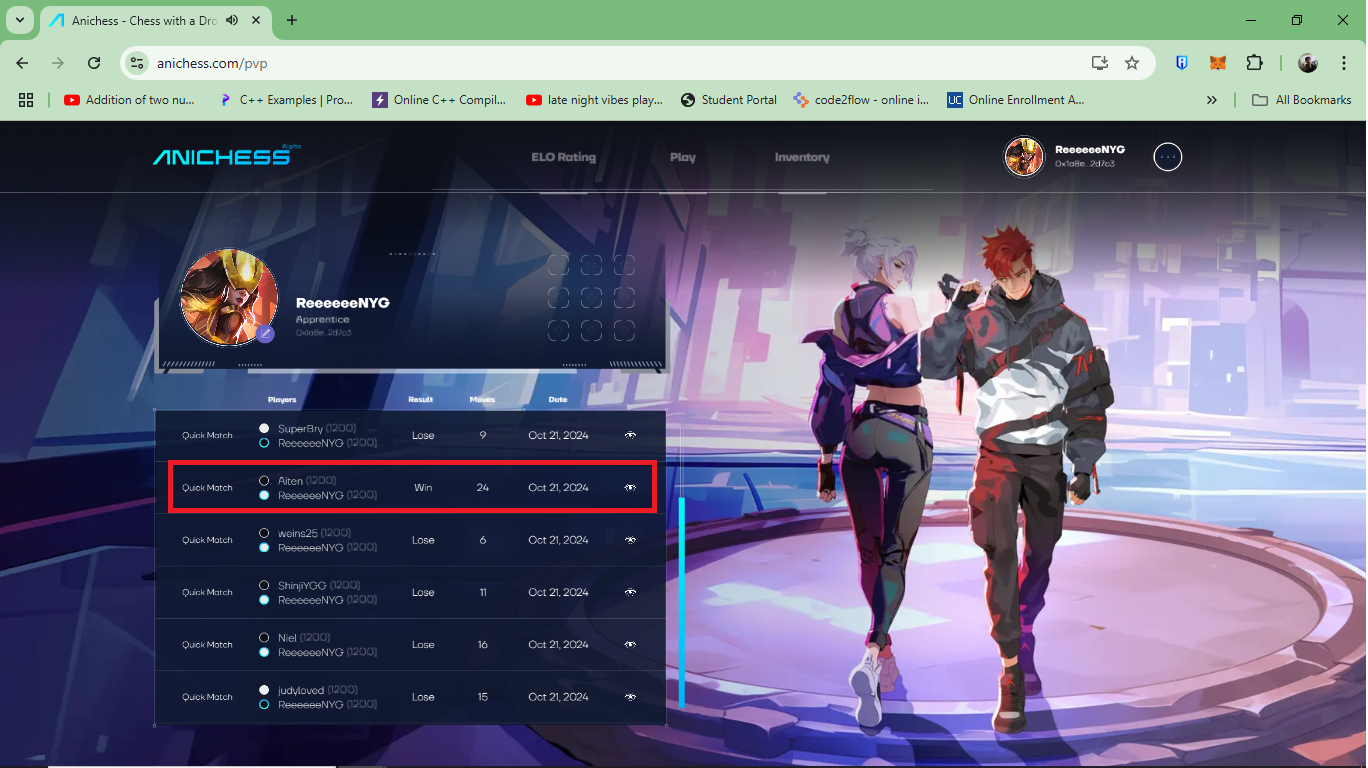 Anichess - Chess with a Dro
anichess.com/pvp
Addition of two nu...
C++ Examples | Pro...
Online C++ Compil...
late night vibes play...
Student Portal
code2flow - online i...
UC Online Enrollment A...
All Bookmarks
ANICHESS Alpha
ELO Rating
Play
Inventory
ReeeeeeNYG
0x1a8e...2d7c3
ReeeeeeNYG
Apprentice
0x1a8e...2d7c3
Players Result Moves Date
Quick Match SuperBry (1200) Lose 9 Oct 21, 2024
ReeeeeeNYG (1200)
Quick Match Aiten (1200) Win 24 Oct 21, 2024
ReeeeeeNYG (1200)
Quick Match weins25 (1200) Lose 6 Oct 21, 2024
ReeeeeeNYG (1200)
Quick Match ShinjiYGG (1200) Lose 11 Oct 21, 2024
ReeeeeeNYG (1200)
Quick Match Niel (1200) Lose 16 Oct 21, 2024
ReeeeeeNYG (1200)
Quick Match judyloved (1200) Lose 15 Oct 21, 2024
ReeeeeeNYG (1200)